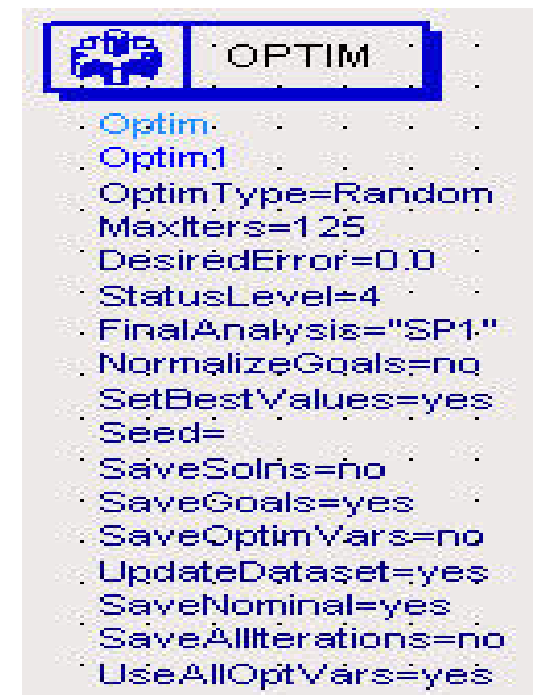 OPTIM
Optim
Optim1
OptimType=Random
MaxIters=125
DesiredError=0.0
StatusLevel=4
FinalAnalysis="SP1"
NormalizeGoals=no
SetBestValues=yes
Seed=
SaveSolns=no
SaveGoals=yes
SaveOptimVars=no
UpdateDataset=yes
SaveNominal=yes
SaveAllIterations=no
UseAllOptVars=yes